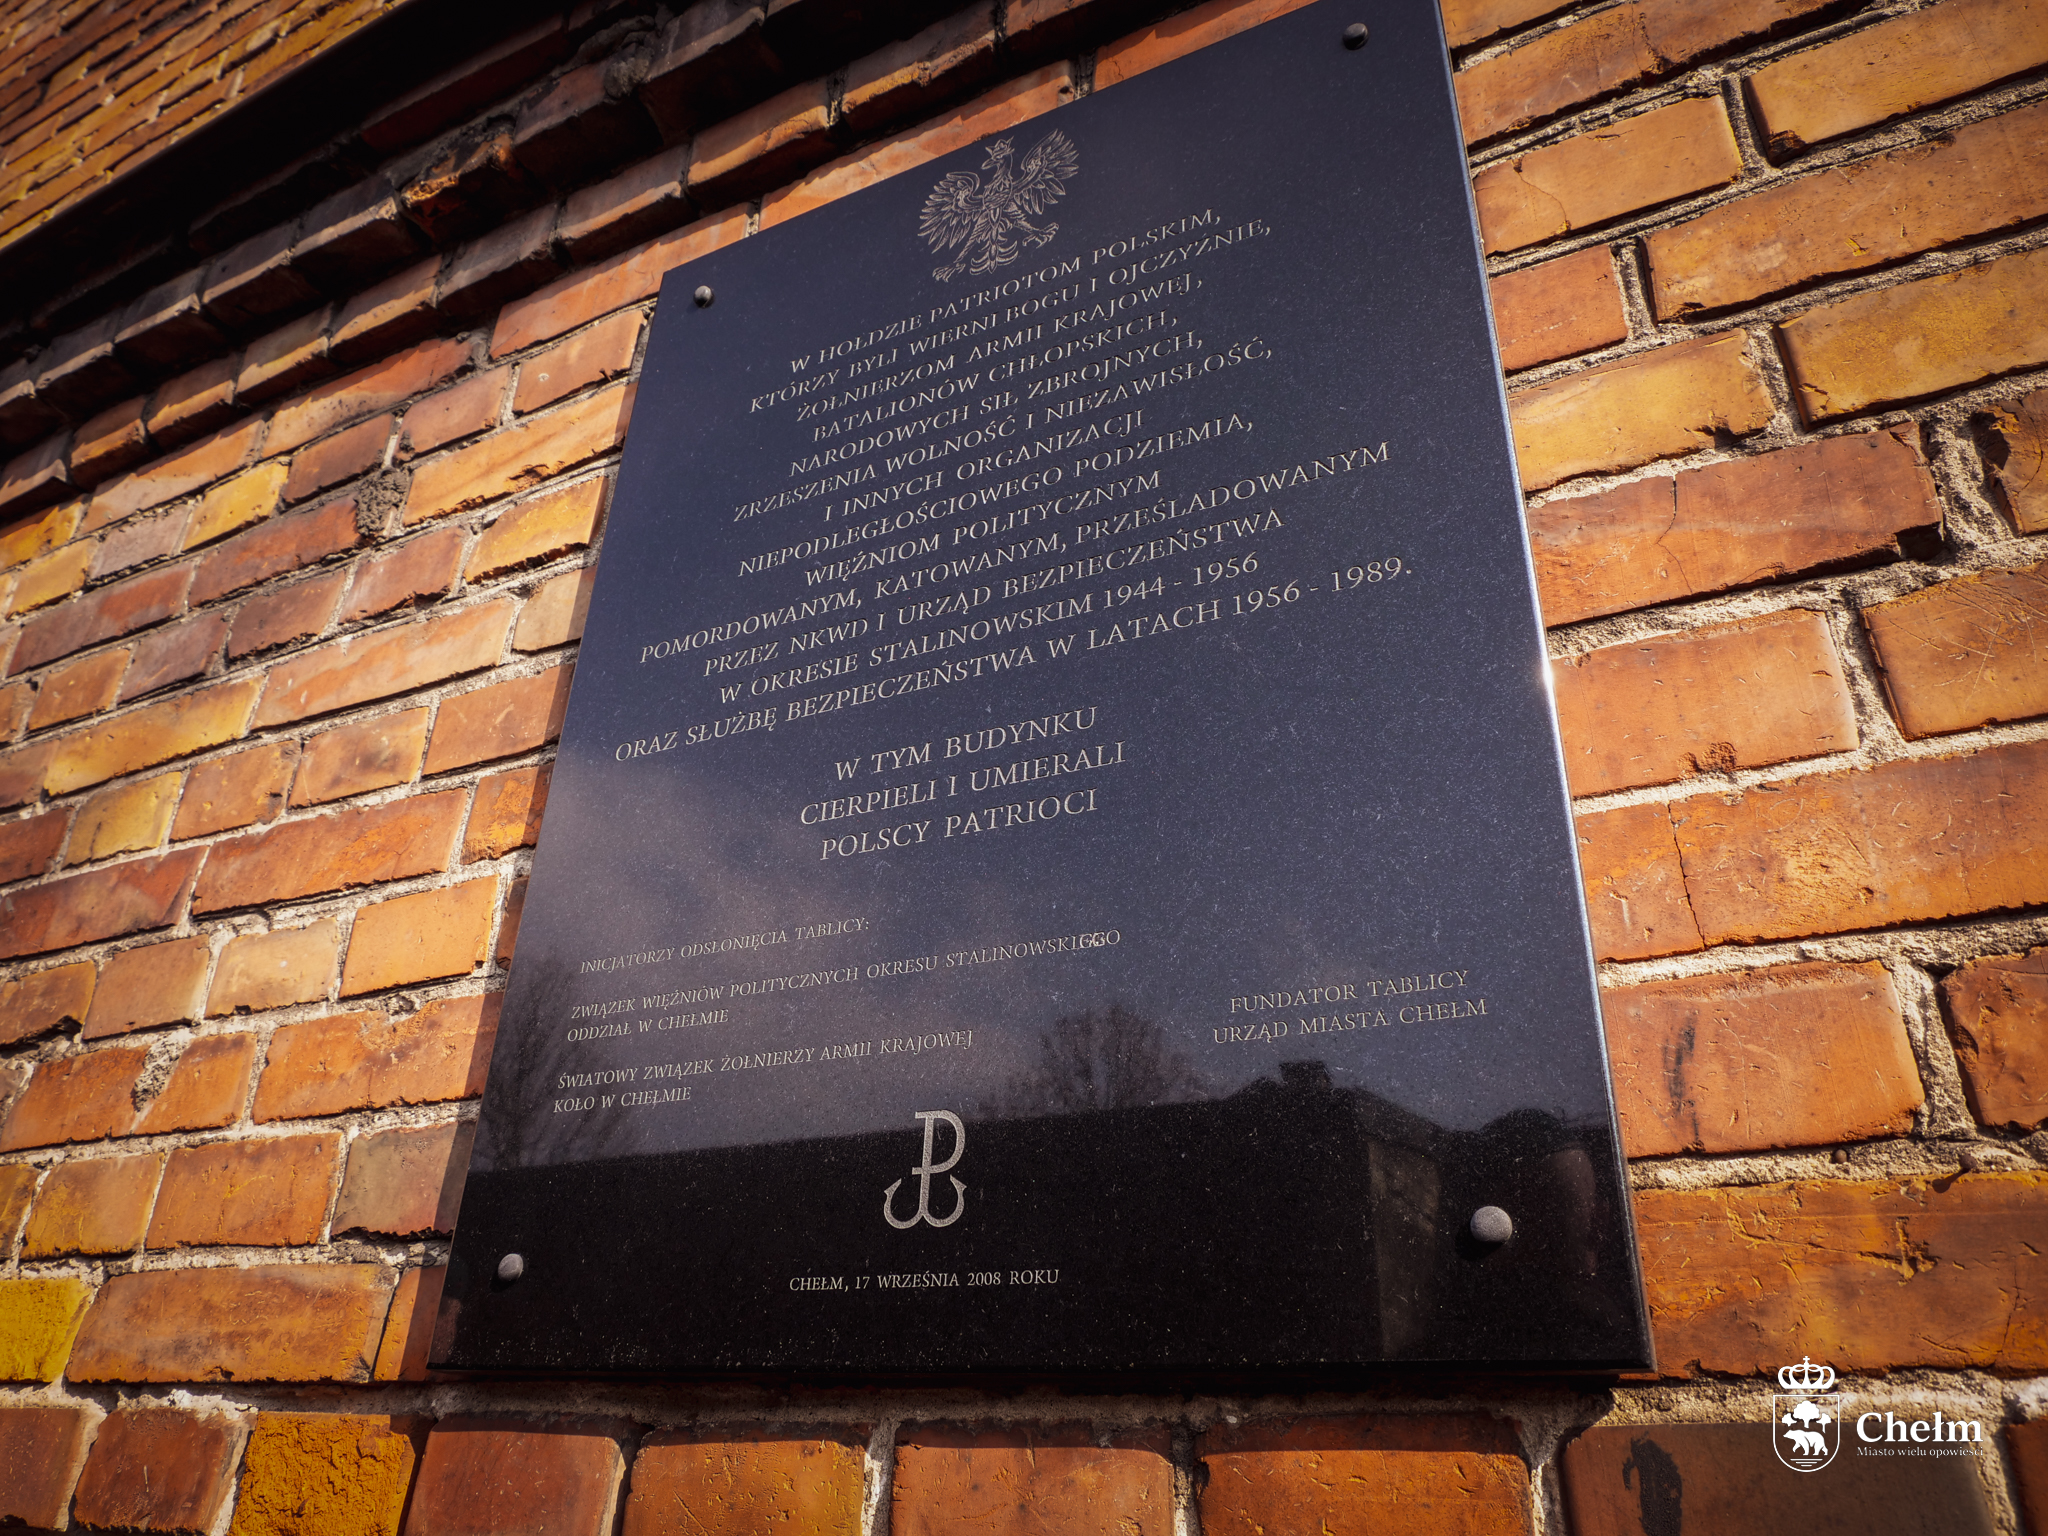 W HOŁDZIE PATRIOTOM POLSKIM,
KTÓRZY BYLI WIERNI BOGU I OJCZYŹNIE,
ŻOŁNIERZOM ARMII KRAJOWEJ,
BATALIONÓW CHŁOPSKICH,
NARODOWYCH SIŁ ZBROJNYCH,
ZRZESZENIA WOLNOŚĆ I NIEZAWISŁOŚĆ,
I INNYCH ORGANIZACJI
NIEPODLEGŁOŚCIOWEGO PODZIEMIA,
WIĘŹNIOM POLITYCZNYM
POMORDOWANYM, KATOWANYM, PRZEŚLADOWANYM
PRZEZ NKWD I URZĄD BEZPIECZEŃSTWA
W OKRESIE STALINOWSKIM 1944 - 1956
ORAZ SŁUŻBĘ BEZPIECZEŃSTWA W LATACH 1956 - 1989.
W TYM BUDYNKU
CIERPIELI I UMIERALI
POLSCY PATRIOCI
INICJATORZY ODSŁONIĘCIA TABLICY:
ZWIĄZEK WIĘŹNIÓW POLITYCZNYCH OKRESU STALINOWSKIEGO
ODDZIAŁ W CHEŁMIE
ŚWIATOWY ZWIĄZEK ŻOŁNIERZY ARMII KRAJOWEJ
KOŁO W CHEŁMIE
FUNDATOR TABLICY
URZĄD MIASTA CHEŁM
CHEŁM, 17 WRZEŚNIA 2008 ROKU
Chełm
Miasto wielu opowieści